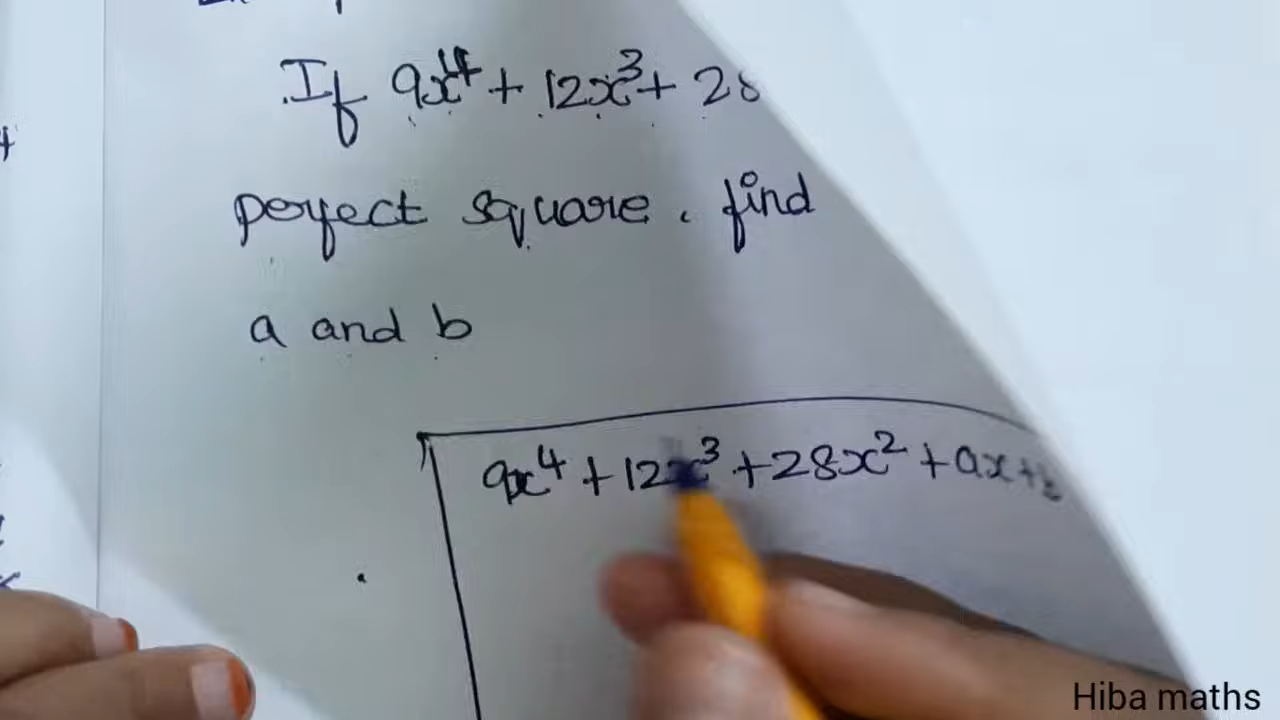 If 9x⁴ + 12x³ + 28
perfect square. find
a and b
9x⁴ + 12x³ + 28x² + ax + b
Hiba maths